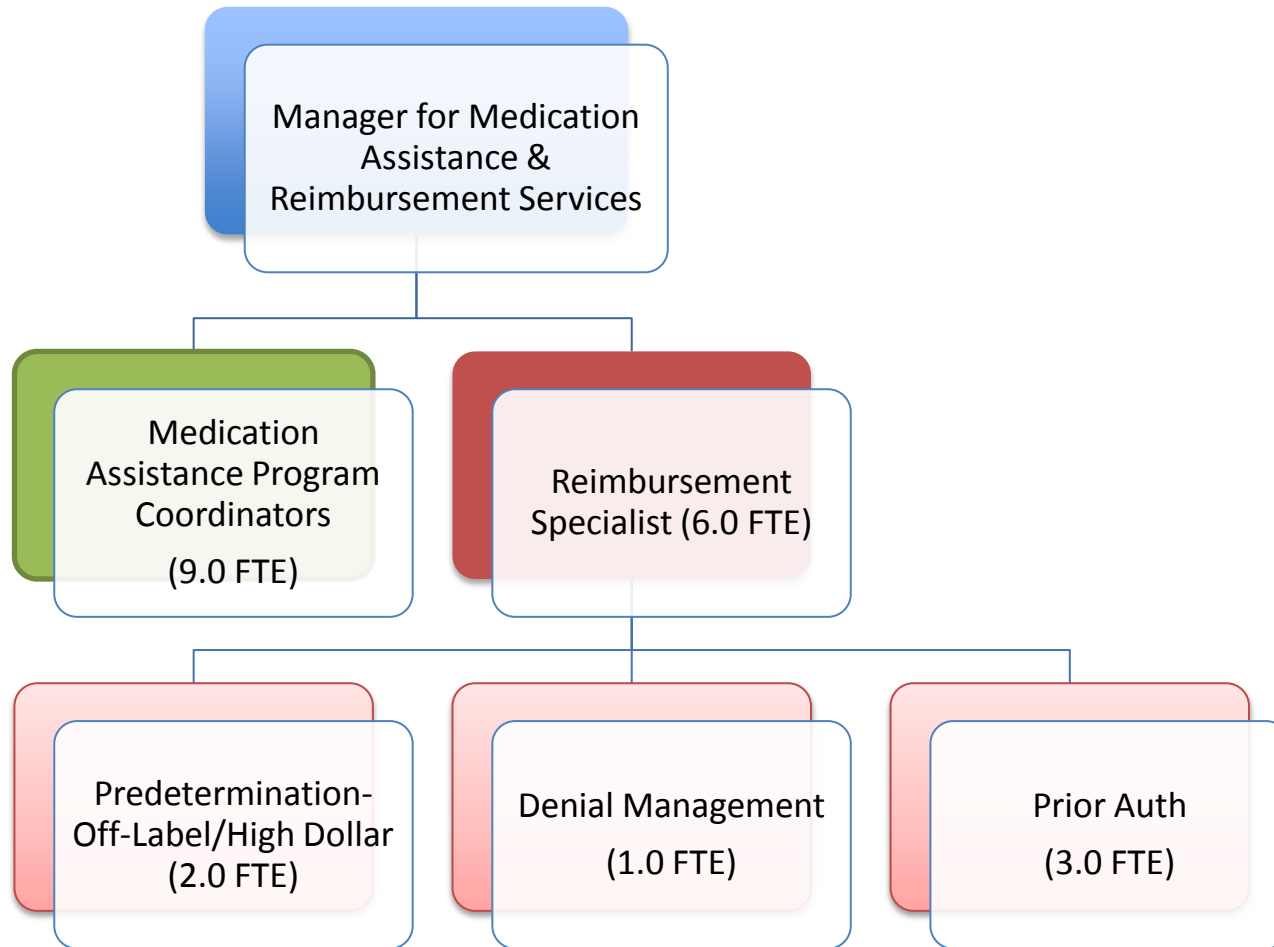 Manager for Medication
Assistance &
Reimbursement Services
Medication
Assistance Program
Coordinators
(9.0 FTE)
Reimbursement
Specialist (6.0 FTE)
Predetermination-
Off-Label/High Dollar
(2.0 FTE)
Denial Management
(1.0 FTE)
Prior Auth
(3.0 FTE)